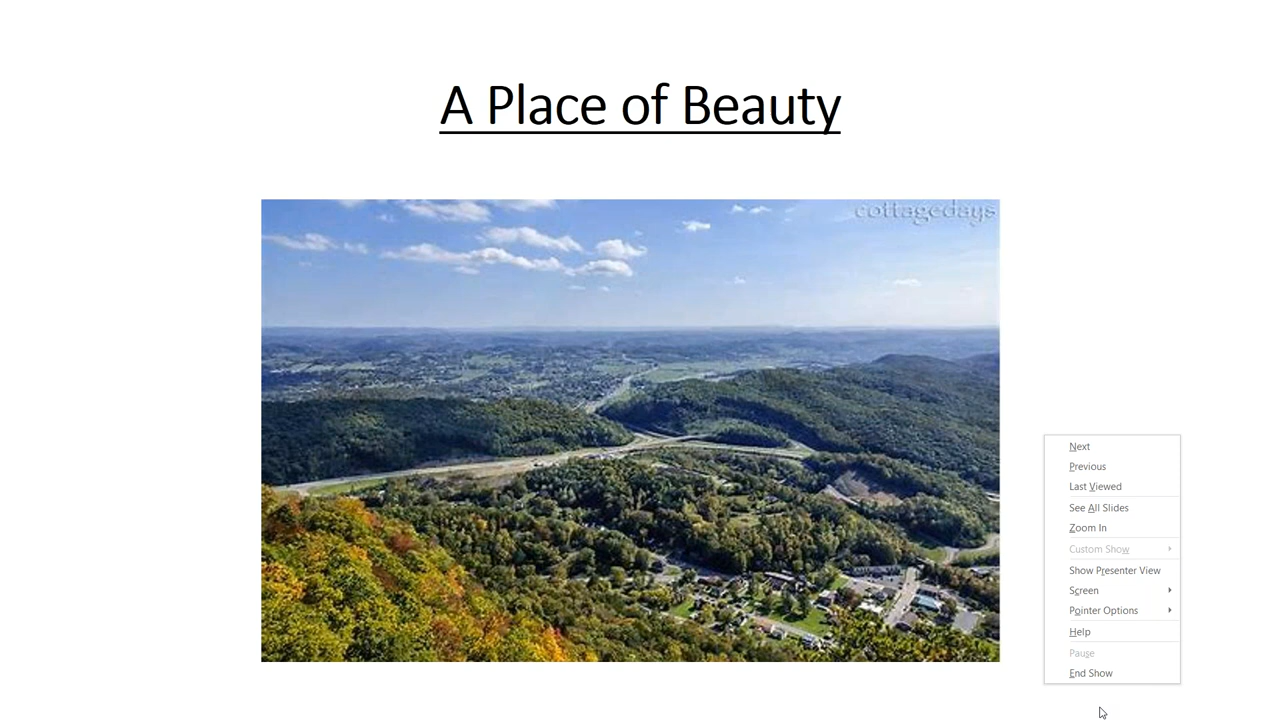 A Place of Beauty
cottagedays
Next
Previous
Last Viewed
See All Slides
Zoom In
Custom Show
Show Presenter View
Screen
Pointer Options
Help
Pause
End Show